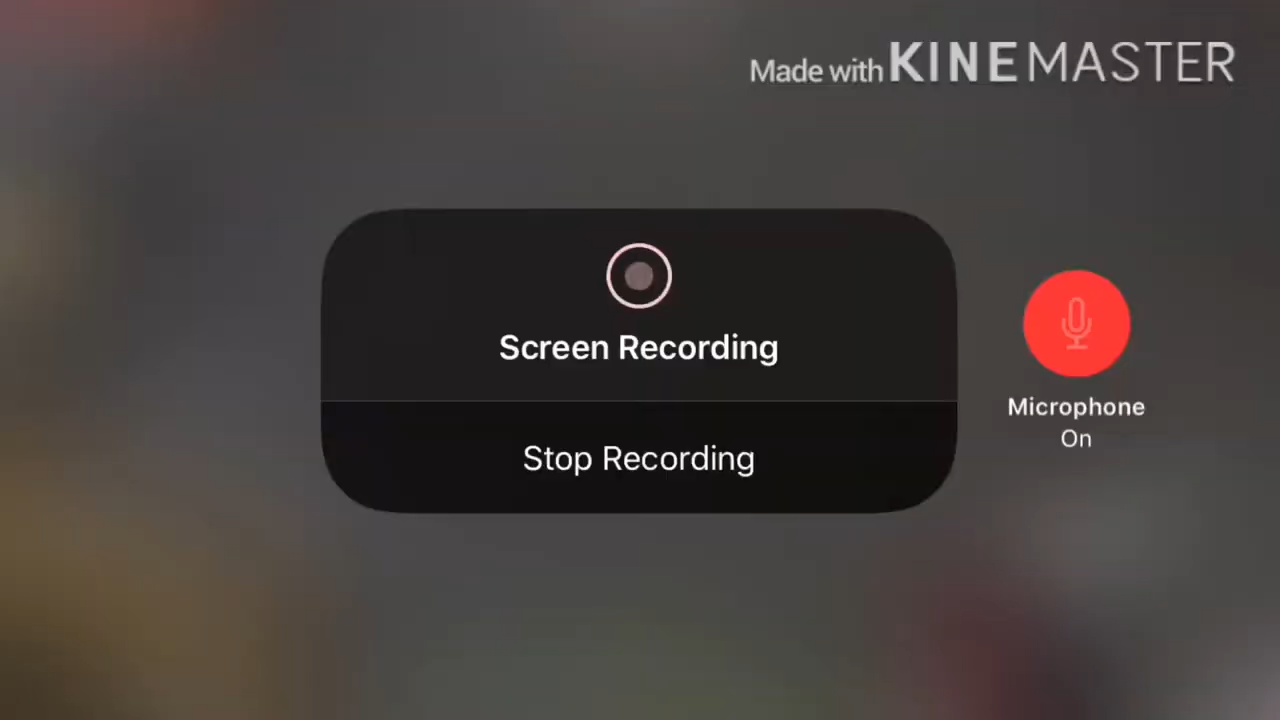 Made with KINEMASTER
Screen Recording
Stop Recording
Microphone
On